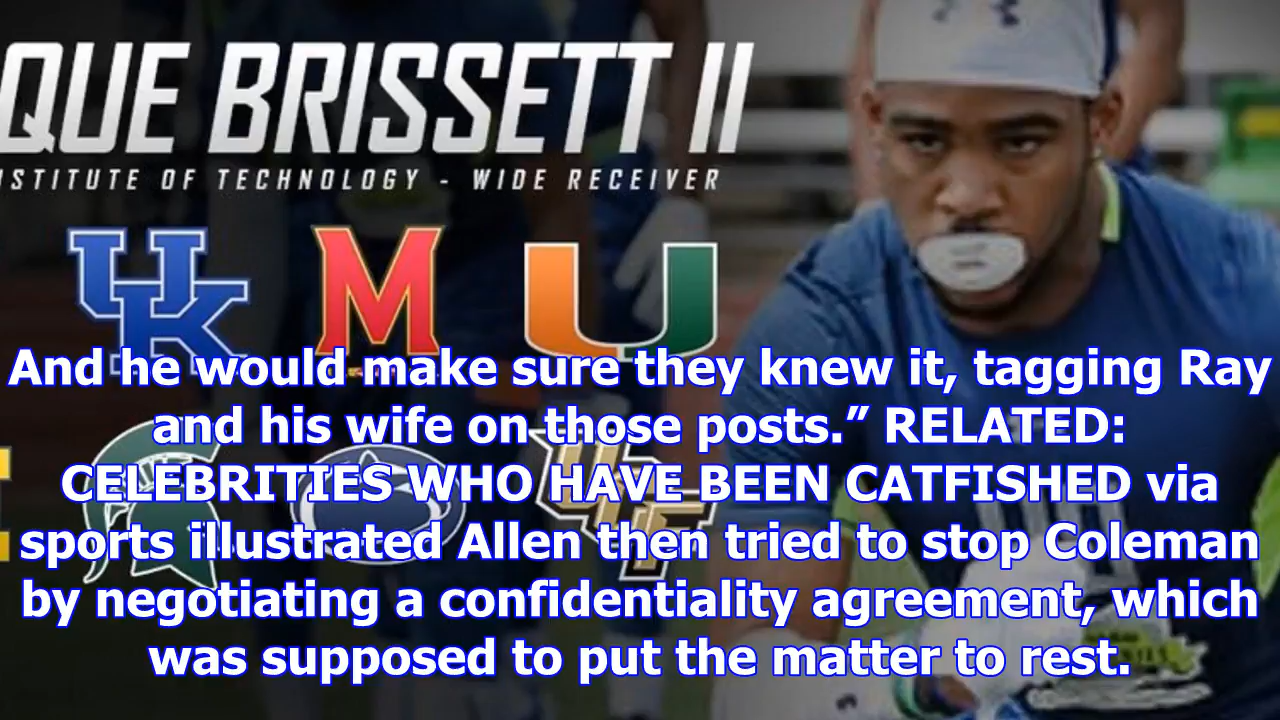 QUE BRISSETT II
NSTITUTE OF TECHNOLOGY - WIDE RECEIVER
UK M U
And he would make sure they knew it, tagging Ray
and his wife on those posts.” RELATED:
UCF
CELEBRITIES WHO HAVE BEEN CATFISHED via
sports illustrated Allen then tried to stop Coleman
by negotiating a confidentiality agreement, which
was supposed to put the matter to rest.